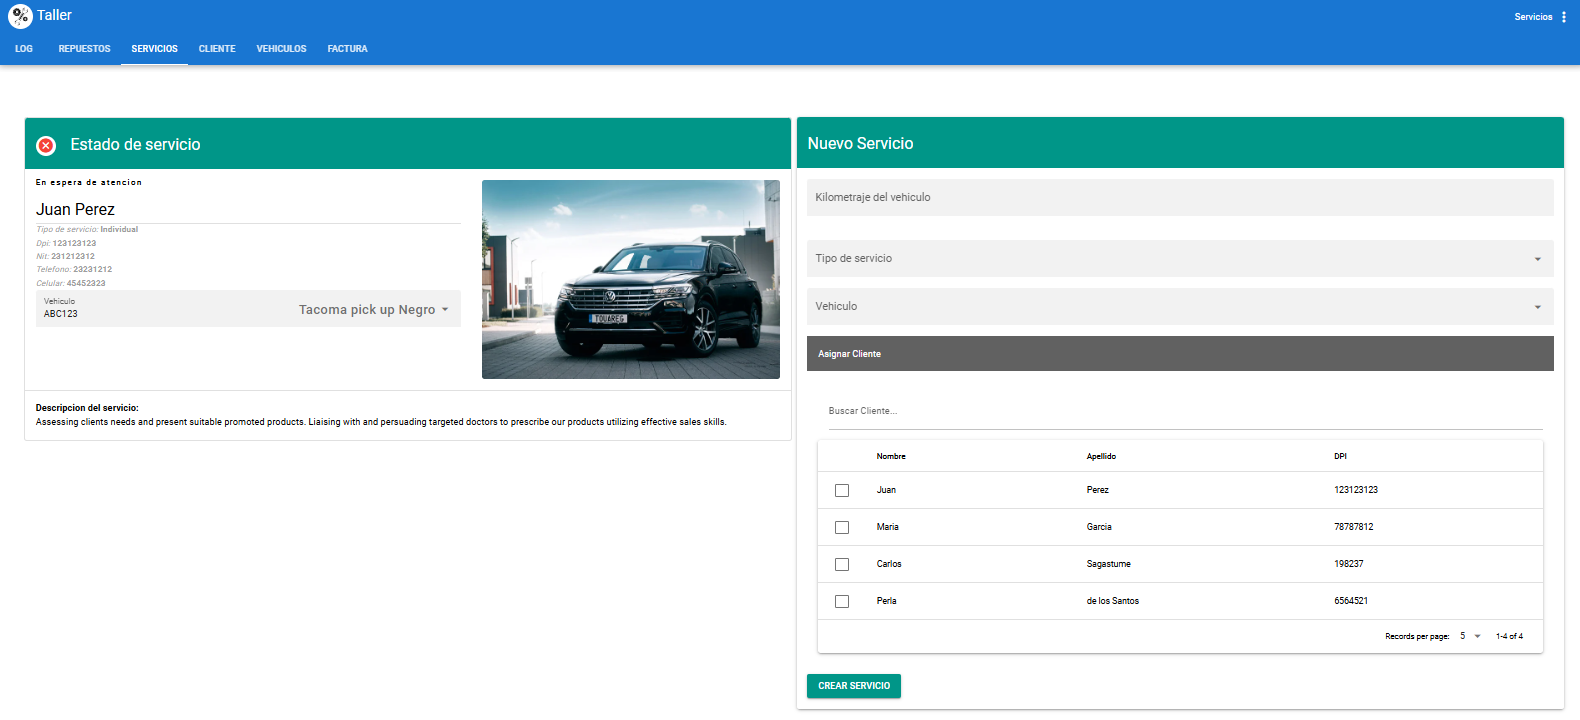 Taller
Servicios
LOG REPUESTOS SERVICIOS CLIENTE VEHICULOS FACTURA
Estado de servicio
En espera de atencion
Juan Perez
Tipo de servicio: Individual
Dpi: 123123123
Nit: 231212312
Telefono: 23231212
Celular: 45452323
Vehiculo
ABC123
Tacoma pick up Negro
TOUAREG
Descripcion del servicio:
Assessing clients needs and present suitable promoted products. Liaising with and persuading targeted doctors to prescribe our products utilizing effective sales skills.
Nuevo Servicio
Kilometraje del vehiculo
Tipo de servicio
Vehiculo
Asignar Cliente
Buscar Cliente...
Nombre Apellido DPI
Juan Perez 123123123
Maria Garcia 78787812
Carlos Sagastume 198237
Perla de los Santos 6564521
Records per page: 5 1-4 of 4
CREAR SERVICIO